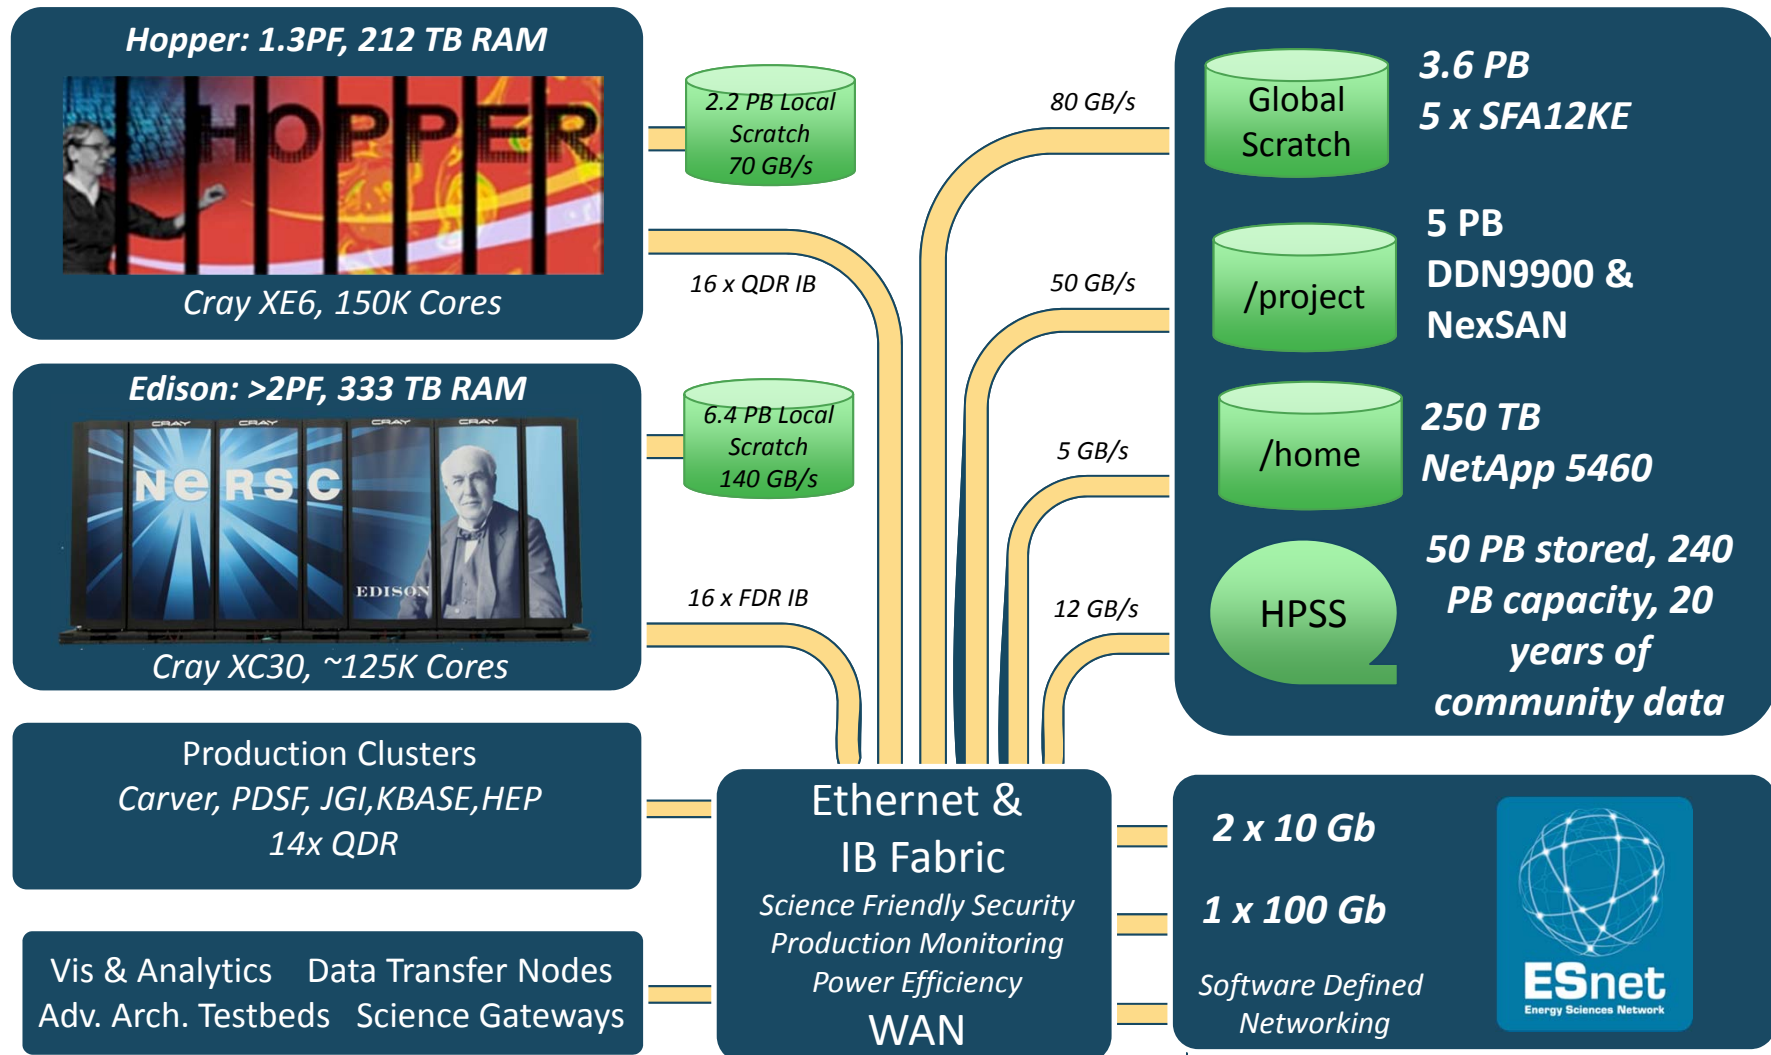 Hopper: 1.3PF, 212 TB RAM
HOPPER
Cray XE6, 150K Cores
2.2 PB Local
Scratch
70 GB/s
16 x QDR IB
Edison: >2PF, 333 TB RAM
CRAY CRAY CRAY CRAY
NERSC
EDISON
Cray XC30, ~125K Cores
6.4 PB Local
Scratch
140 GB/s
16 x FDR IB
80 GB/s
50 GB/s
5 GB/s
12 GB/s
Global
Scratch
3.6 PB
5 x SFA12KE
/project
5 PB
DDN9900 &
NexSAN
/home
250 TB
NetApp 5460
HPSS
50 PB stored, 240
PB capacity, 20
years of
community data
Production Clusters
Carver, PDSF, JGI,KBASE,HEP
14x QDR
Vis & Analytics Data Transfer Nodes
Adv. Arch. Testbeds Science Gateways
Ethernet &
IB Fabric
Science Friendly Security
Production Monitoring
Power Efficiency
WAN
2 x 10 Gb
1 x 100 Gb
Software Defined
Networking
ESnet
Energy Sciences Network